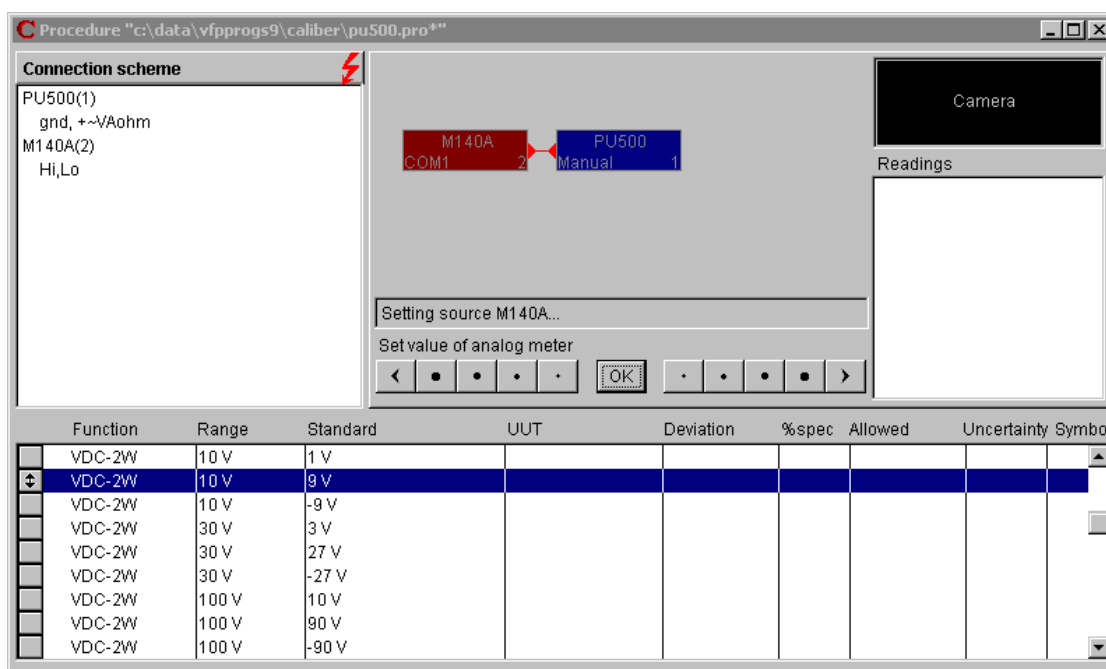 Procedure "c:\data\vfpprogs9\caliber\pu500.pro*"
Connection scheme
PU500(1)
gnd, +~VAohm
M140A(2)
Hi,Lo
M140A
COM1 2
PU500
Manual 1
Camera
Readings
Setting source M140A...
Set value of analog meter
OK
Function Range Standard UUT Deviation %spec Allowed Uncertainty Symbo
VDC-2W 10 V 1 V
VDC-2W 10 V 9 V
VDC-2W 10 V -9 V
VDC-2W 30 V 3 V
VDC-2W 30 V 27 V
VDC-2W 30 V -27 V
VDC-2W 100 V 10 V
VDC-2W 100 V 90 V
VDC-2W 100 V -90 V